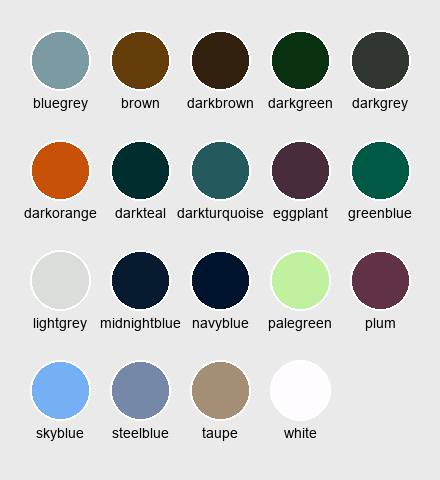 bluegrey brown darkbrown darkgreen darkgrey
darkorange darkteal darkturquoise eggplant greenblue
lightgrey midnightblue navyblue palegreen plum
skyblue steelblue taupe white